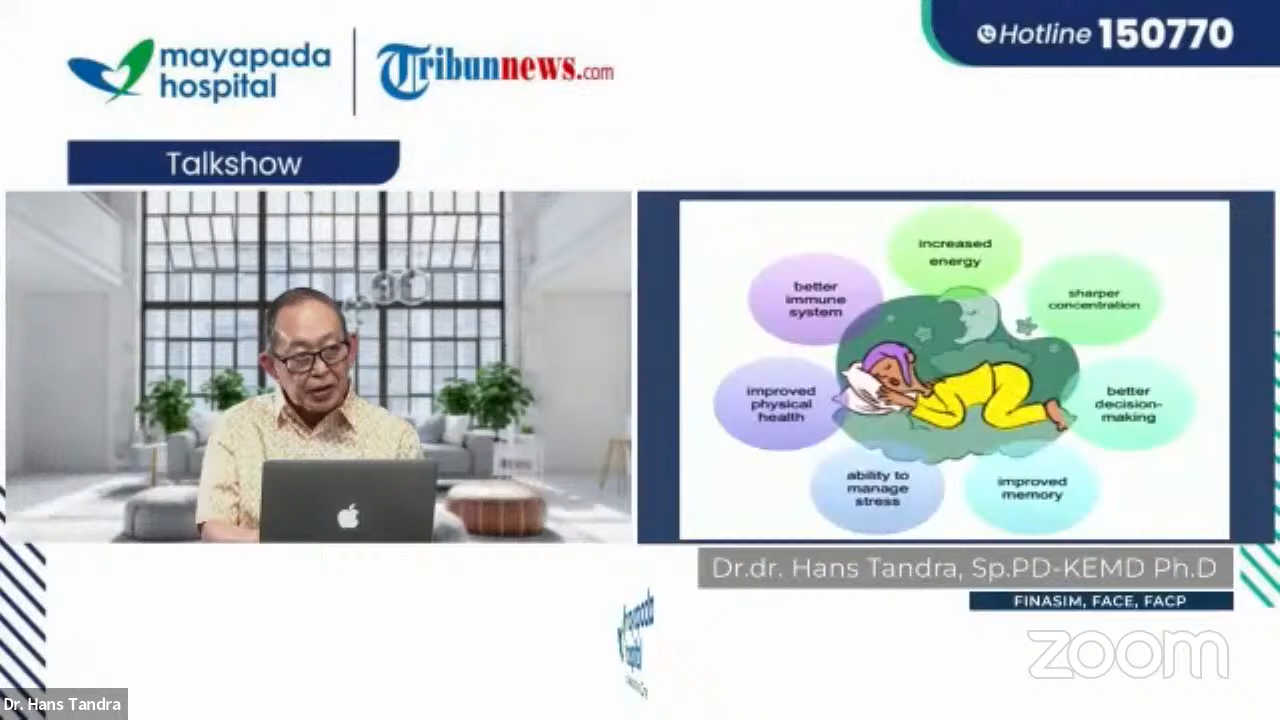 mayapada
hospital
Tribunnews.com
Hotline 150770
Talkshow
increased
energy
better
immune
system
sharper
concentration
improved
physical
health
better
decision-
making
ability to
manage
stress
improved
memory
Dr.dr. Hans Tandra, Sp.PD-KEMD Ph.D
FINASIM, FACE, FACP
mayapada
hospital
zoom
Dr. Hans Tandra